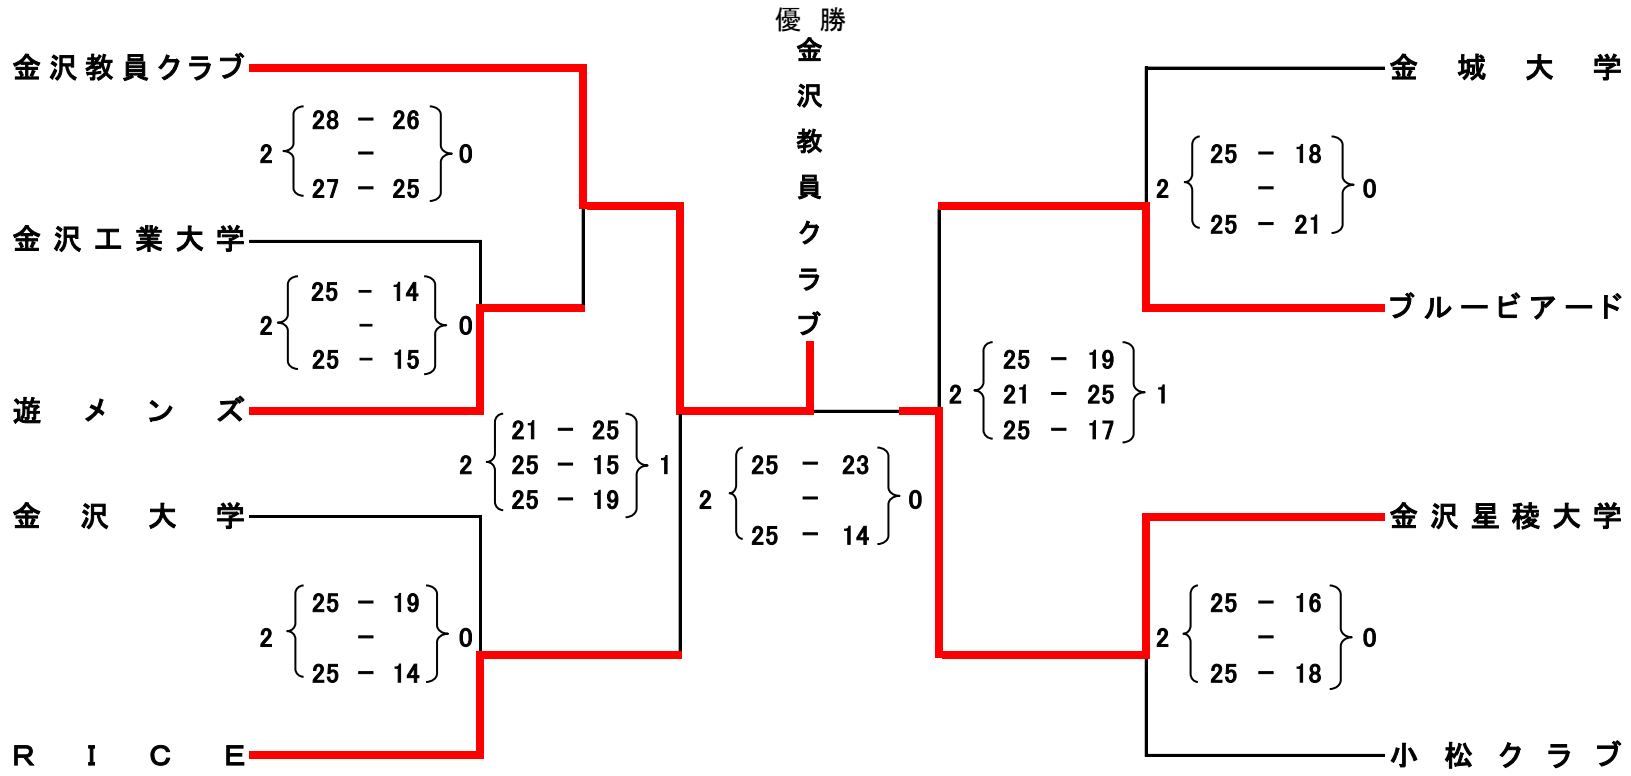 優勝
金沢教員クラブ
金沢教員クラブ
28 － 26
2 { － } 0
27 － 25
金沢工業大学
25 － 14
2 { － } 0
25 － 15
遊メンズ
21 － 25
2 { 25 － 15 } 1
25 － 19
金沢大学
25 － 19
2 { － } 0
25 － 14
ＲＩＣＥ
25 － 23
2 { － } 0
25 － 14
金城大学
25 － 18
2 { － } 0
25 － 21
ブルービアード
25 － 19
2 { 21 － 25 } 1
25 － 17
金沢星稜大学
25 － 16
2 { － } 0
25 － 18
小松クラブ